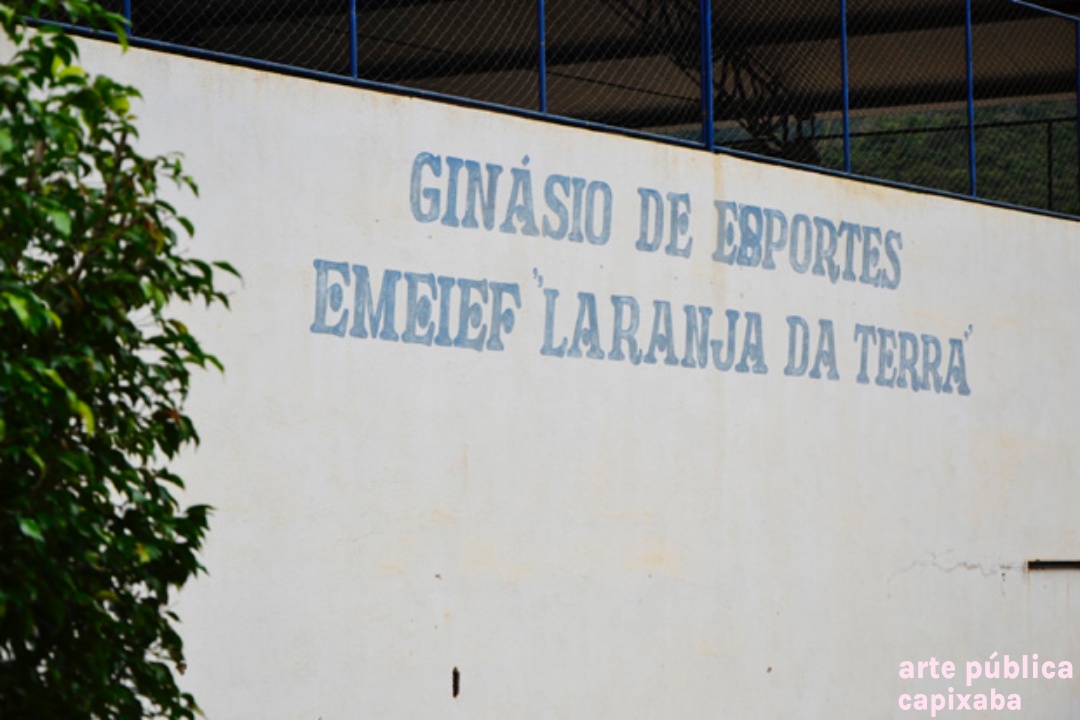 GINÁSIO DE ESPORTES
EMEIEF "LARANJA DA TERRA"
arte pública
capixaba